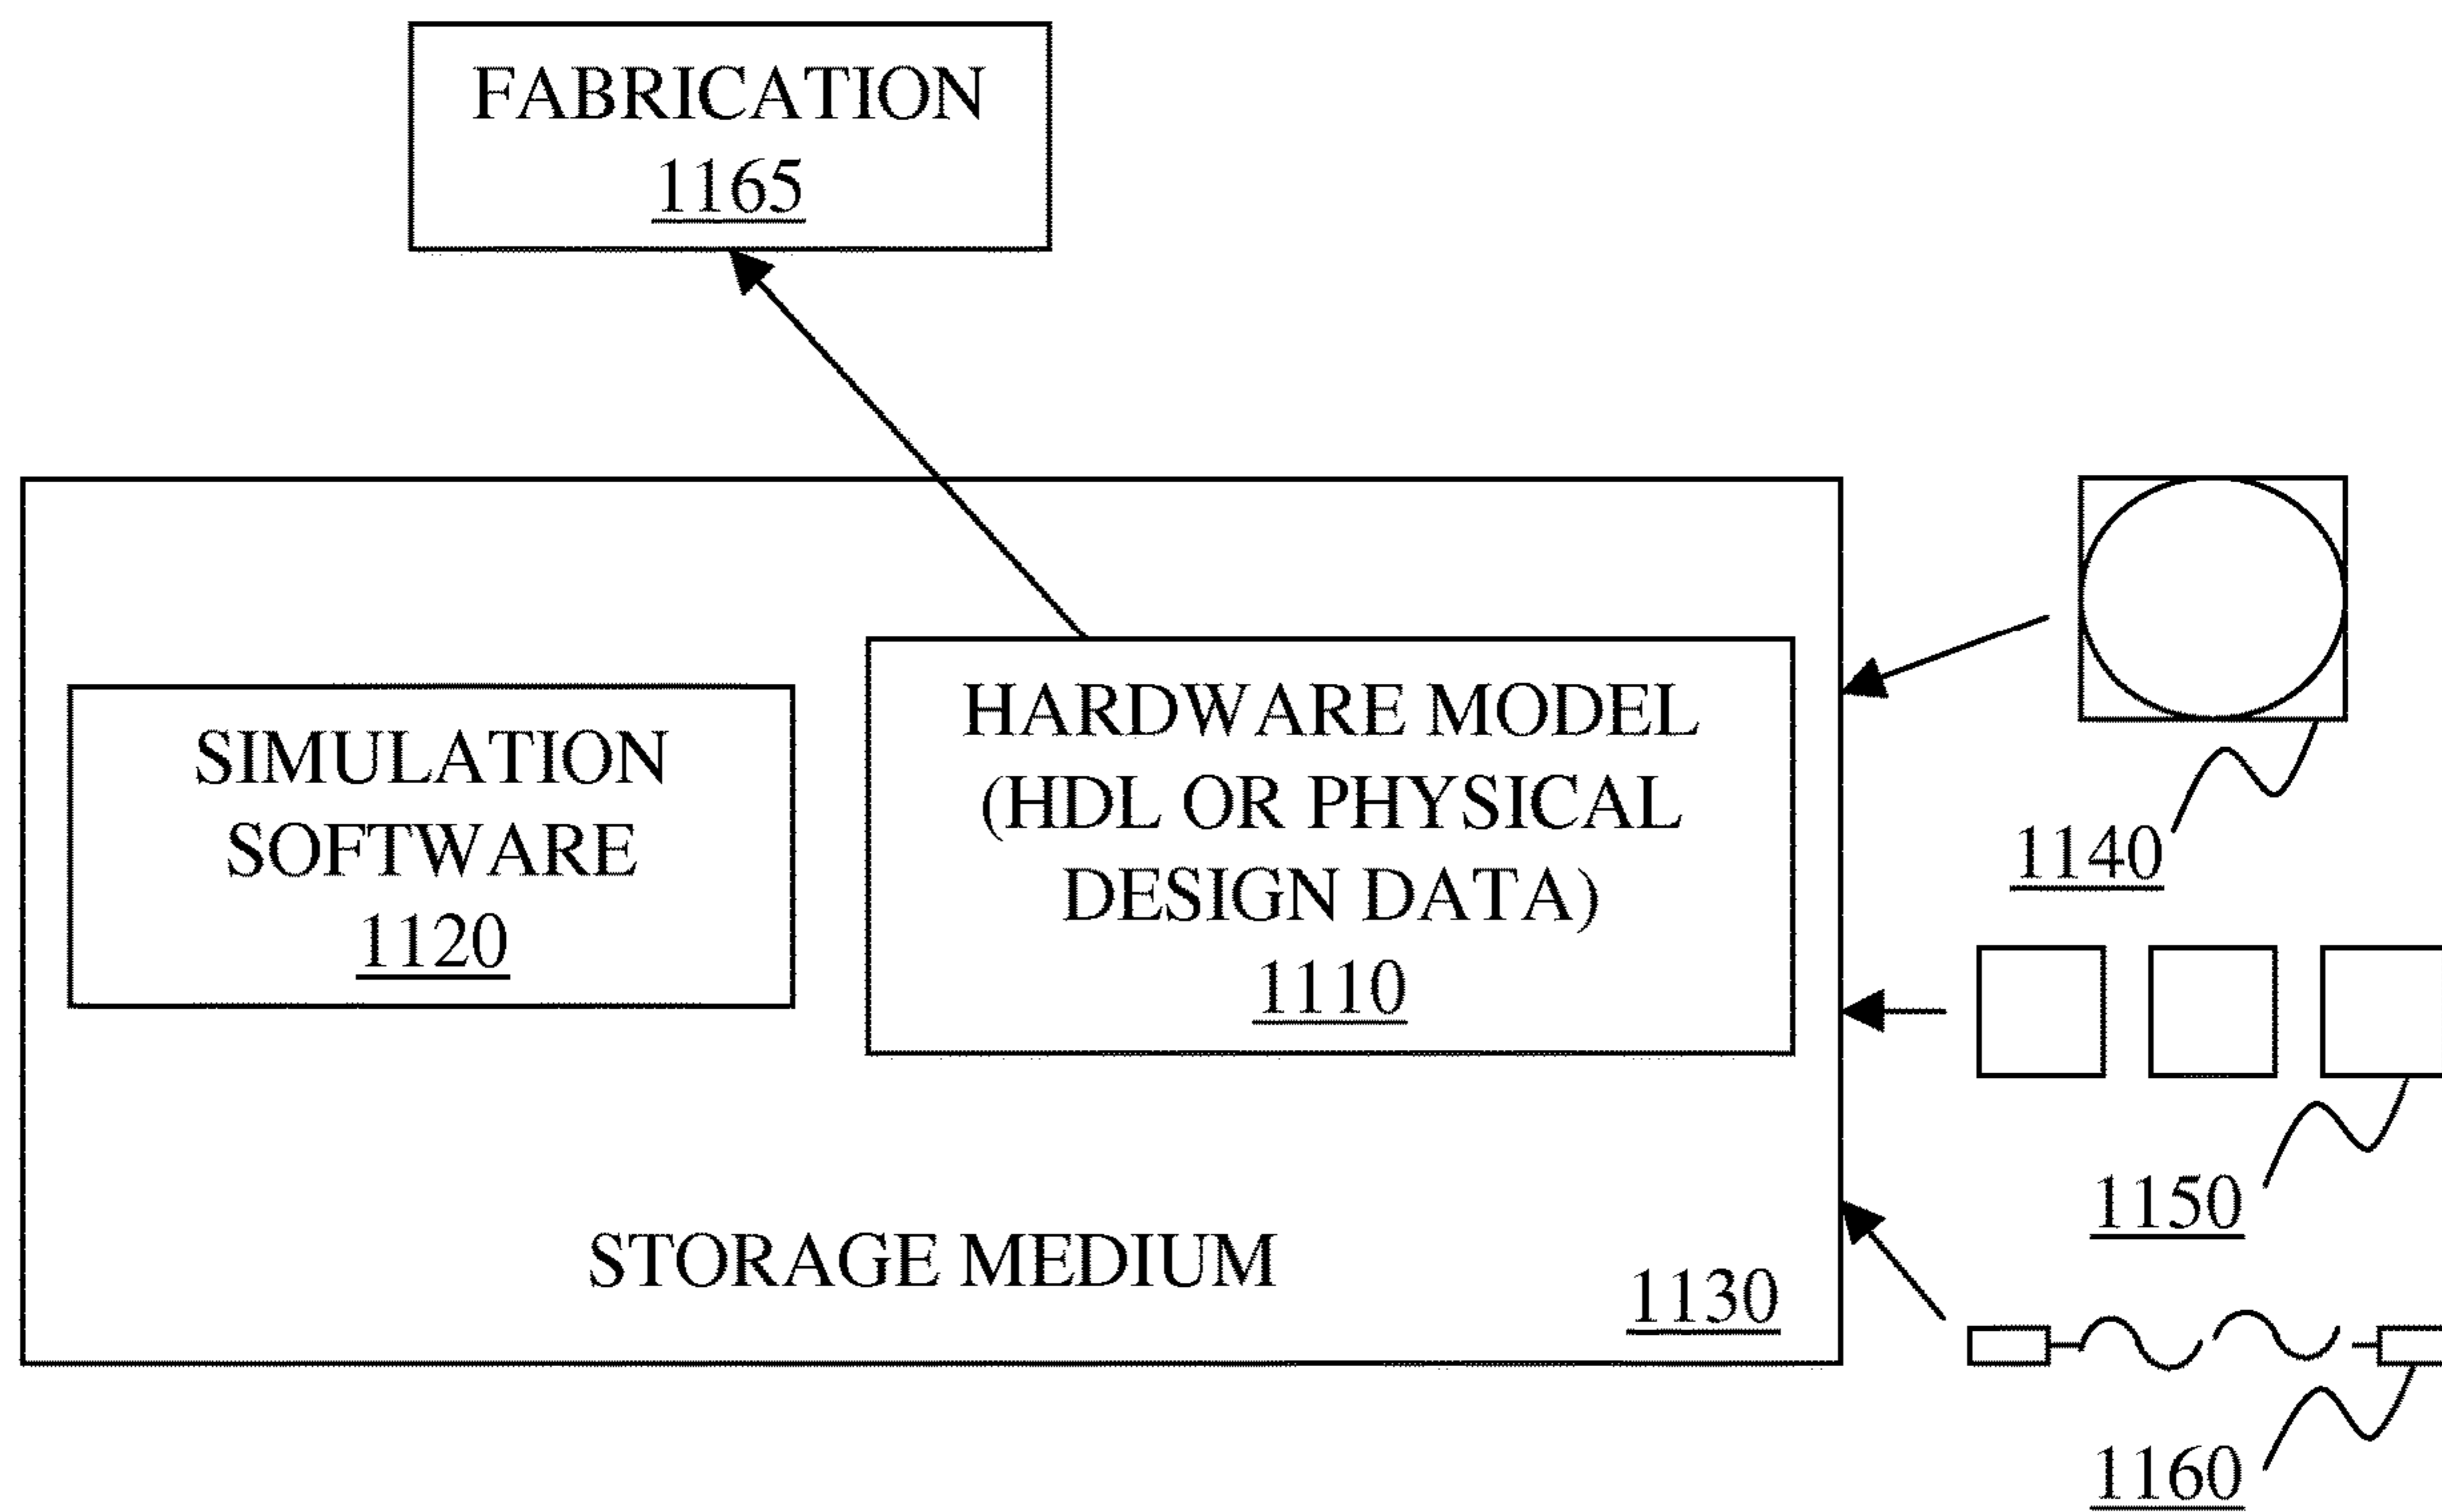 FABRICATION
1165
SIMULATION
SOFTWARE
1120
HARDWARE MODEL
(HDL OR PHYSICAL
DESIGN DATA)
1110
STORAGE MEDIUM
1130
1140
1150
1160